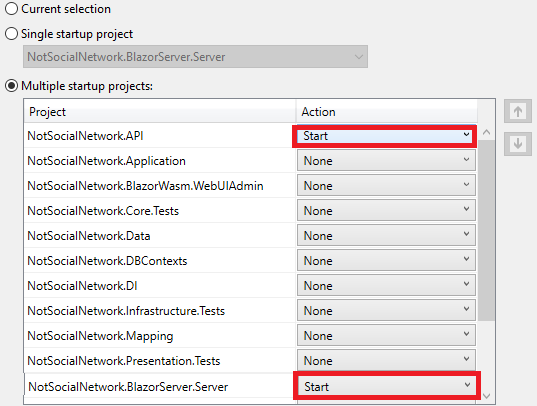 Current selection
Single startup project
NotSocialNetwork.BlazorServer.Server
Multiple startup projects:
Project Action
NotSocialNetwork.API Start
NotSocialNetwork.Application None
NotSocialNetwork.BlazorWasm.WebUIAdmin None
NotSocialNetwork.Core.Tests None
NotSocialNetwork.Data None
NotSocialNetwork.DBContexts None
NotSocialNetwork.DI None
NotSocialNetwork.Infrastructure.Tests None
NotSocialNetwork.Mapping None
NotSocialNetwork.Presentation.Tests None
NotSocialNetwork.BlazorServer.Server Start